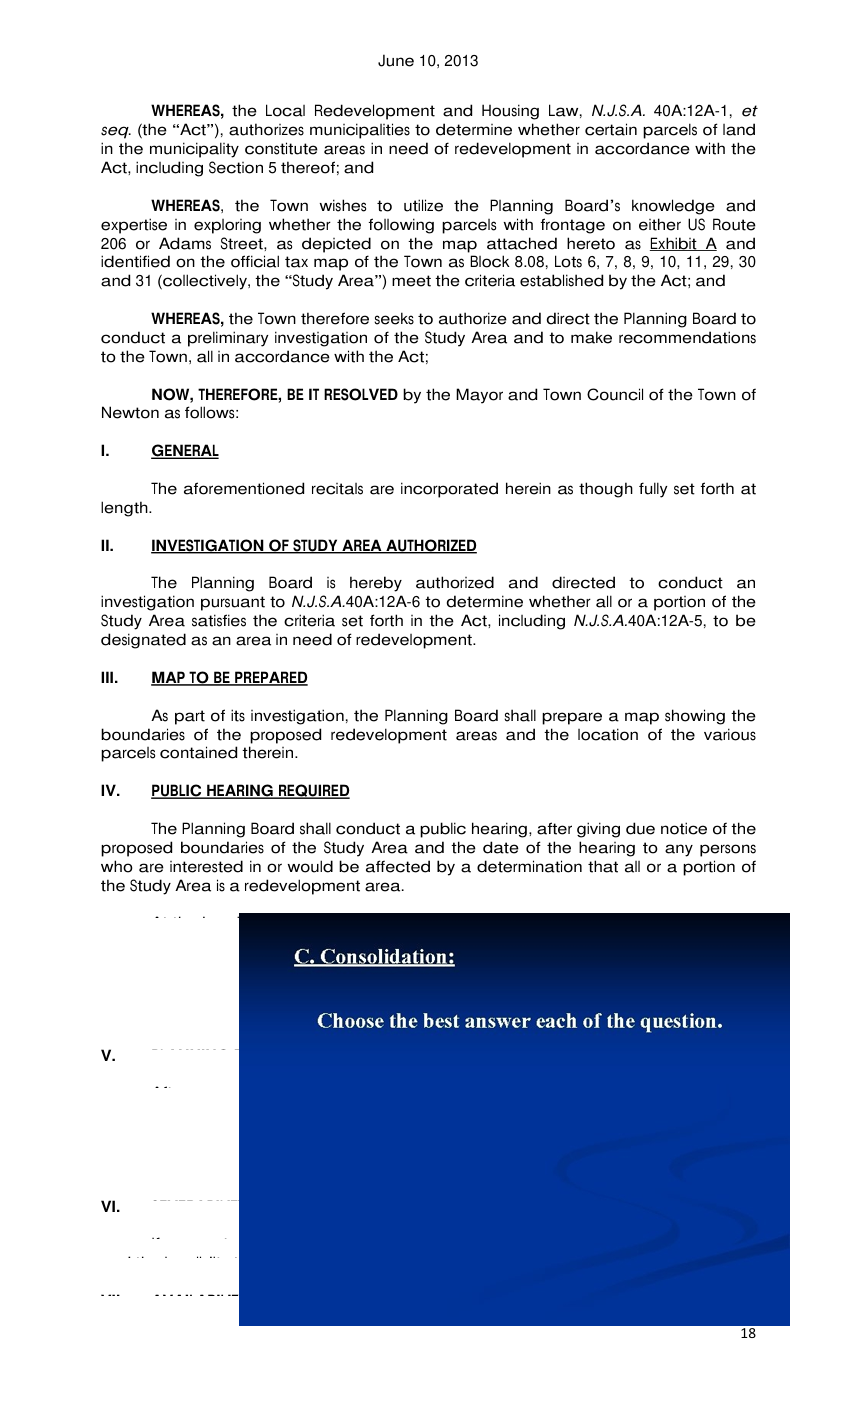 June 10, 2013
WHEREAS, the Local Redevelopment and Housing Law, N.J.S.A. 40A:12A-1, et
seq. (the “Act”), authorizes municipalities to determine whether certain parcels of land
in the municipality constitute areas in need of redevelopment in accordance with the
Act, including Section 5 thereof; and
WHEREAS, the Town wishes to utilize the Planning Board’s knowledge and
expertise in exploring whether the following parcels with frontage on either US Route
206 or Adams Street, as depicted on the map attached hereto as Exhibit A and
identified on the official tax map of the Town as Block 8.08, Lots 6, 7, 8, 9, 10, 11, 29, 30
and 31 (collectively, the “Study Area”) meet the criteria established by the Act; and
WHEREAS, the Town therefore seeks to authorize and direct the Planning Board to
conduct a preliminary investigation of the Study Area and to make recommendations
to the Town, all in accordance with the Act;
NOW, THEREFORE, BE IT RESOLVED by the Mayor and Town Council of the Town of
Newton as follows:
I. GENERAL
The aforementioned recitals are incorporated herein as though fully set forth at
length.
II. INVESTIGATION OF STUDY AREA AUTHORIZED
The Planning Board is hereby authorized and directed to conduct an
investigation pursuant to N.J.S.A.40A:12A-6 to determine whether all or a portion of the
Study Area satisfies the criteria set forth in the Act, including N.J.S.A.40A:12A-5, to be
designated as an area in need of redevelopment.
III. MAP TO BE PREPARED
As part of its investigation, the Planning Board shall prepare a map showing the
boundaries of the proposed redevelopment areas and the location of the various
parcels contained therein.
IV. PUBLIC HEARING REQUIRED
The Planning Board shall conduct a public hearing, after giving due notice of the
proposed boundaries of the Study Area and the date of the hearing to any persons
who are interested in or would be affected by a determination that all or a portion of
the Study Area is a redevelopment area.
C. Consolidation:
Choose the best answer each of the question.
V.
VI.
18